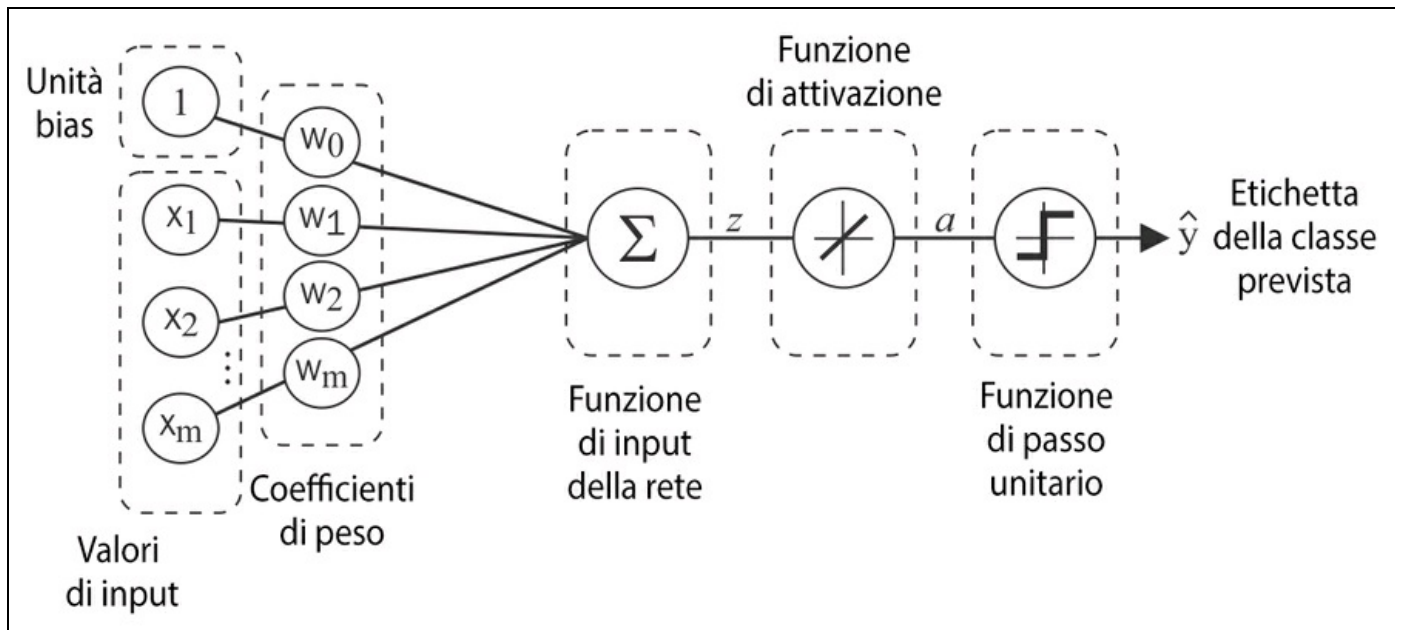 Unità
bias
1
x1
x2
⋮
xm
Valori
di input
w0
w1
w2
wm
Coefficienti
di peso
Σ
Funzione
di input
della rete
z
Funzione
di attivazione
a
Funzione
di passo
unitario
ŷ
Etichetta
della classe
prevista